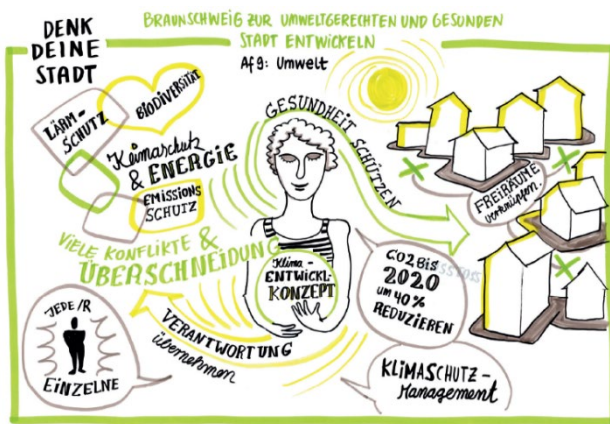 DENK
DEINE
STADT
BRAUNSCHWEIG ZUR UMWELTGERECHTEN UND GESUNDEN
STADT ENTWICKELN
Af9: Umwelt
LÄRM-
SCHUTZ
BIODIVERSITÄT
Klimaschutz
& ENERGIE
EMISSIONS
SCHUTZ
VIELE KONFLIKTE &
ÜBERSCHNEIDUNG
GESUNDHEIT SCHÜTZEN
FREIRÄUME
verknüpfen.
Klima-
ENTWICKL-
KONZEPT
CO2 BIS
2020
um 40%
REDUZIEREN
JEDE/R
EINZELNE
VERANTWORTUNG
übernehmen
KLIMASCHUTZ-
Management